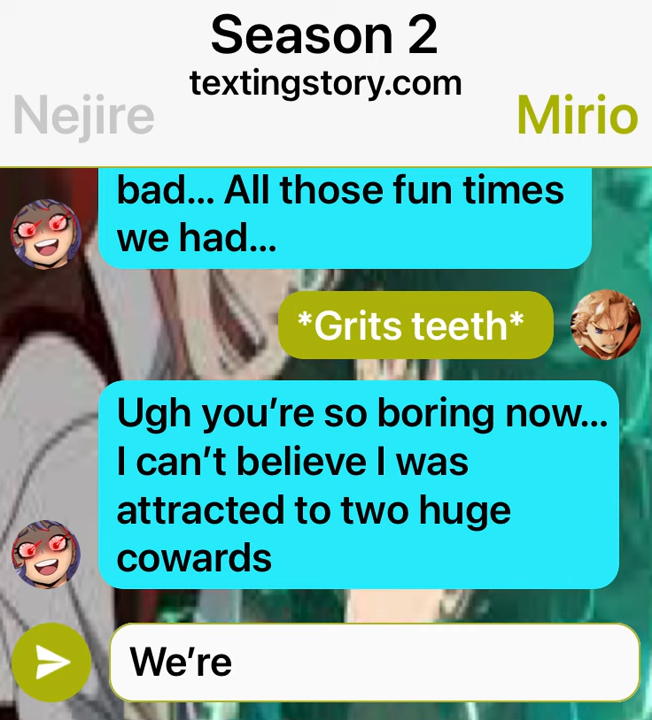 Season 2
textingstory.com
Nejire
Mirio
bad... All those fun times
we had...
*Grits teeth*
Ugh you're so boring now...
I can't believe I was
attracted to two huge
cowards
We're